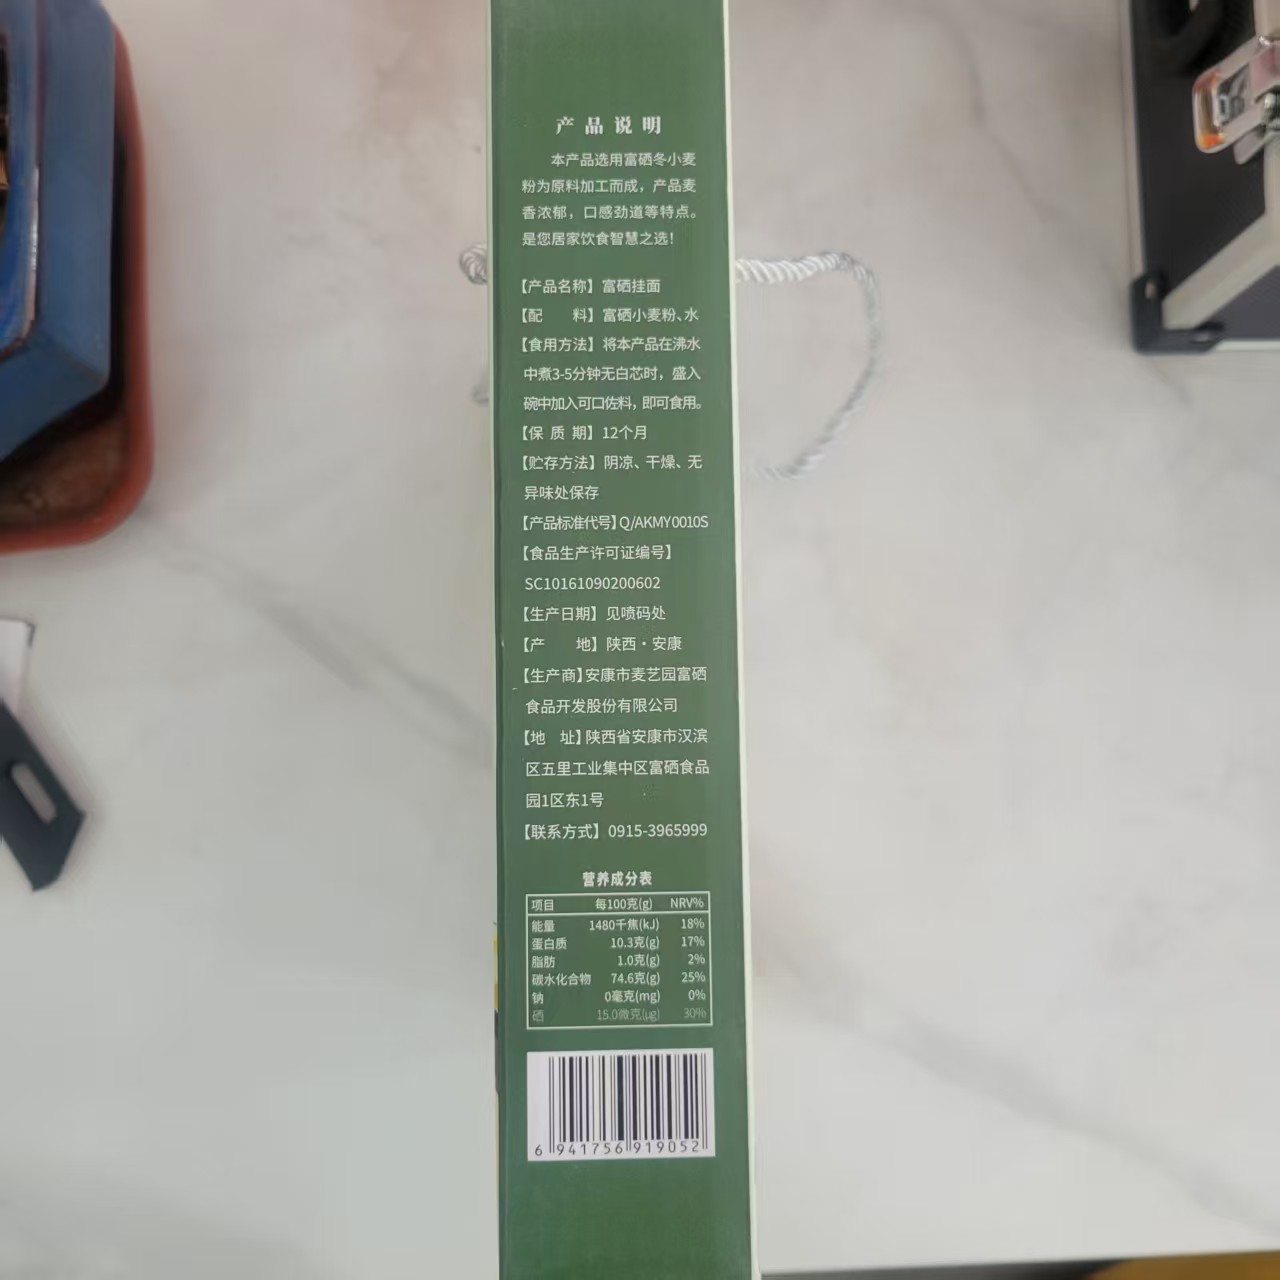 产品说明
本产品选用富硒冬小麦
粉为原料加工而成，产品麦
香浓郁，口感劲道等特点。
是您居家饮食智慧之选！
【产品名称】富硒挂面
【配　　料】富硒小麦粉、水
【食用方法】将本产品在沸水
中煮3-5分钟无白芯时，盛入
碗中加入可口佐料，即可食用。
【保 质 期】12个月
【贮存方法】阴凉、干燥、无
异味处保存
【产品标准代号】Q/AKMY0010S
【食品生产许可证编号】
SC10161090200602
【生产日期】见喷码处
【产　　地】陕西·安康
【生产商】安康市麦艺园富硒
食品开发股份有限公司
【地　址】陕西省安康市汉滨
区五里工业集中区富硒食品
园1区东1号
【联系方式】0915-3965999
营养成分表
项目 每100克(g) NRV%
能量 1480千焦(kJ) 18%
蛋白质 10.3克(g) 17%
脂肪 1.0克(g) 2%
碳水化合物 74.6克(g) 25%
钠 0毫克(mg) 0%
硒 15.0微克(μg) 30%
6 941756 919052